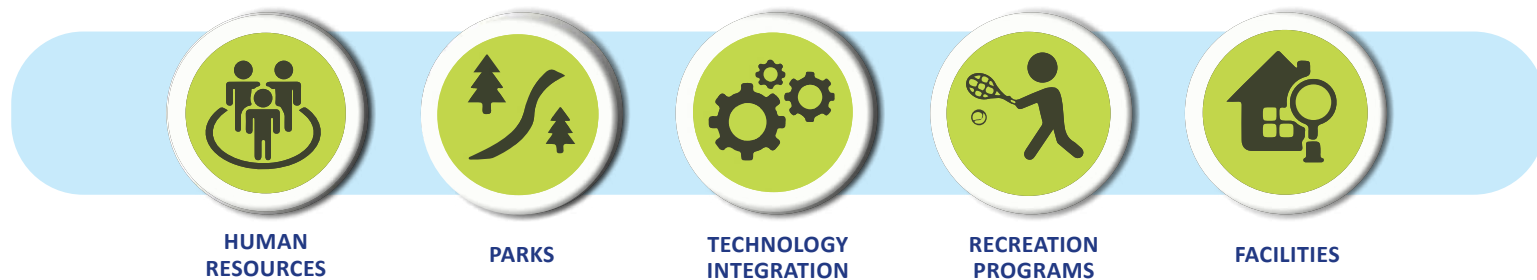 HUMAN
RESOURCES
PARKS
TECHNOLOGY
INTEGRATION
RECREATION
PROGRAMS
FACILITIES